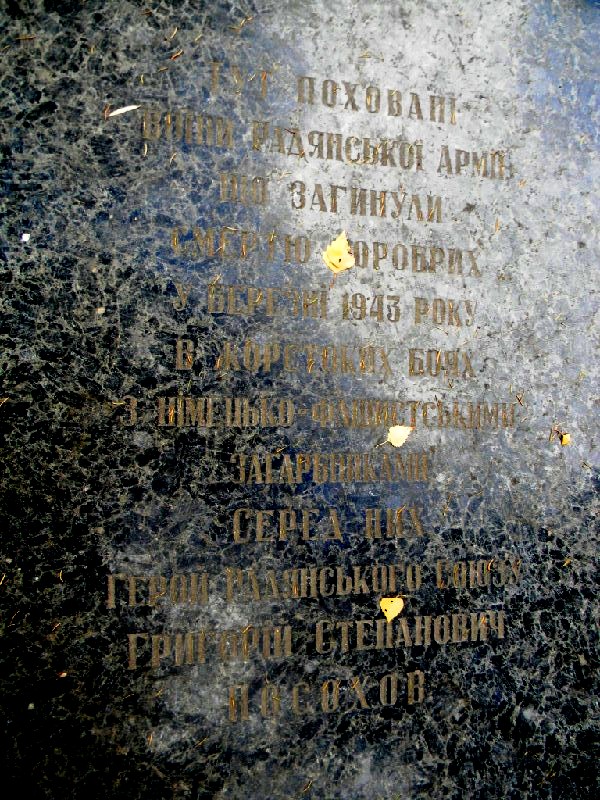 ТУТ ПОХОВАНІ
ВОЇНИ РАДЯНСЬКОЇ АРМІЇ,
ЩО ЗАГИНУЛИ
СМЕРТЮ ХОРОБРИХ
У БЕРЕЗНІ 1943 РОКУ
В ЖОРСТОКИХ БОЯХ
З НІМЕЦЬКО-ФАШИСТСЬКИМИ
ЗАГАРБНИКАМИ
СЕРЕД НИХ
ГЕРОЙ РАДЯНСЬКОГО СОЮЗУ
ГРИГОРІЙ СТЕПАНОВИЧ
ПОСОХОВ